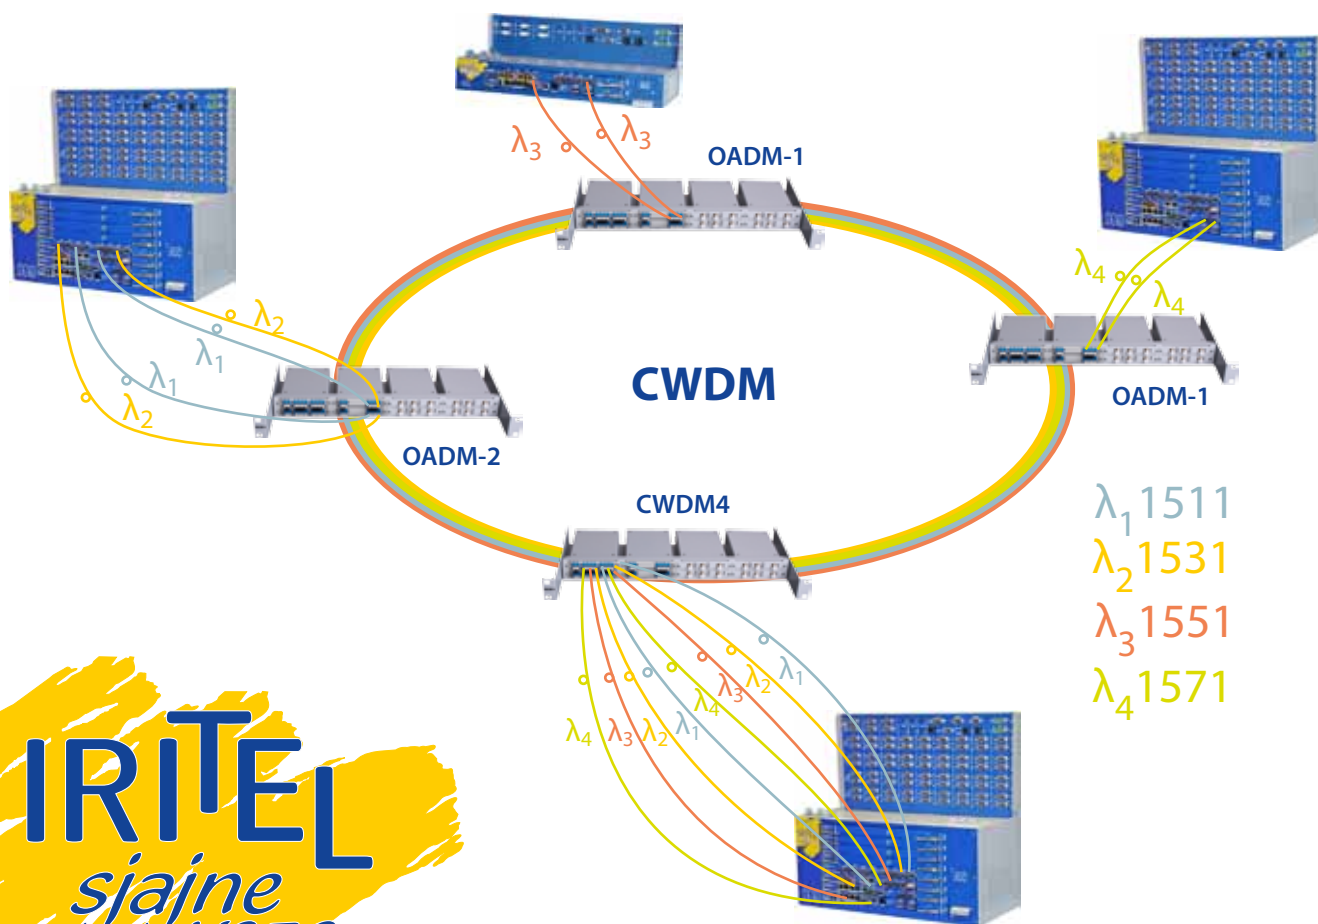 λ3
λ3
OADM-1
λ4
λ4
λ2
λ1
λ1
λ2
CWDM
OADM-1
OADM-2
CWDM4
λ1 1511
λ2 1531
λ3 1551
λ4 1571
λ1
λ2
λ3
λ4
λ4 λ3 λ2 λ1
IRITEL
sjajne